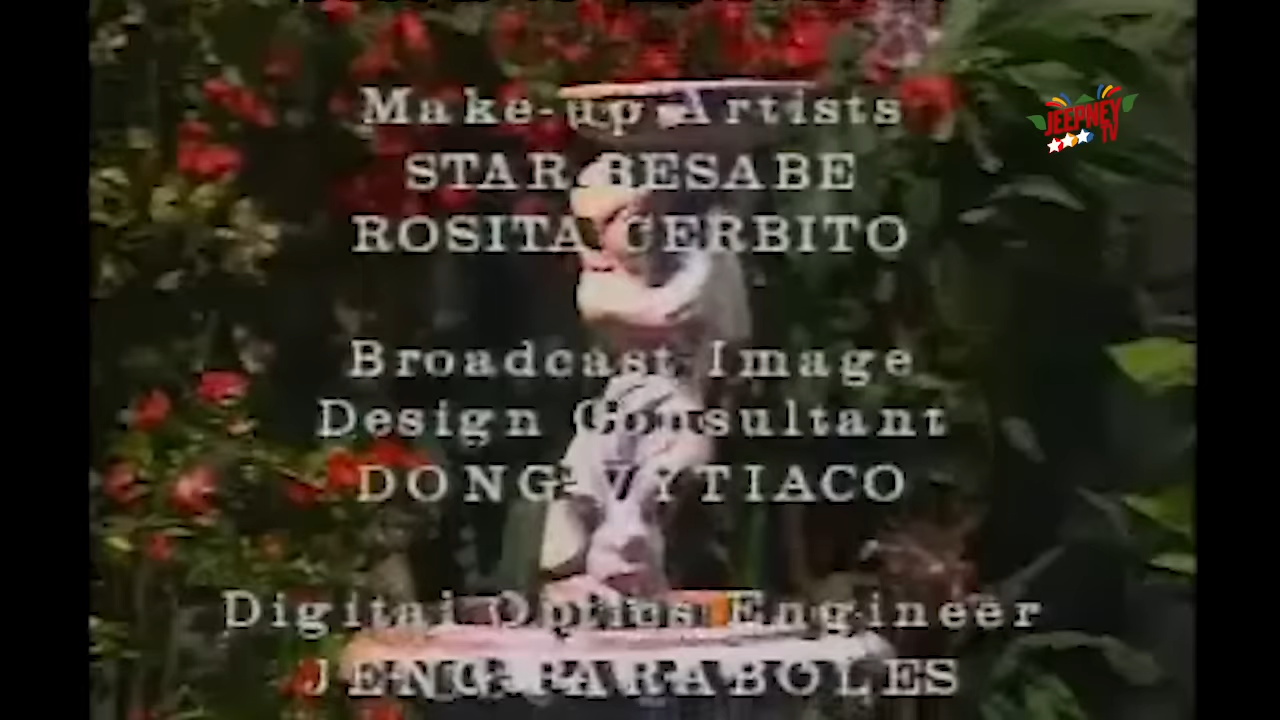 Make-up Artists
STAR BESABE
ROSITA CERBITO
Broadcast Image
Design Consultant
DONG VYTIACO
Digital Optics Engineer
JENG PARABOLES
JEEPNEY
TV